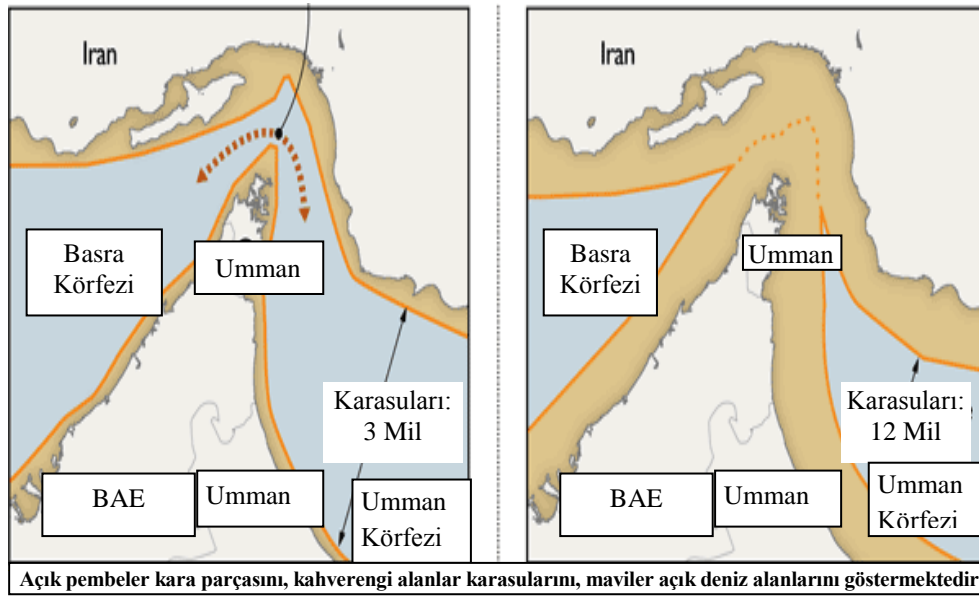 Iran
Basra
Körfezi
Umman
Karasuları:
3 Mil
BAE
Umman
Umman
Körfezi
Iran
Basra
Körfezi
Umman
Karasuları:
12 Mil
BAE
Umman
Umman
Körfezi
Açık pembeler kara parçasını, kahverengi alanlar karasularını, maviler açık deniz alanlarını göstermektedir